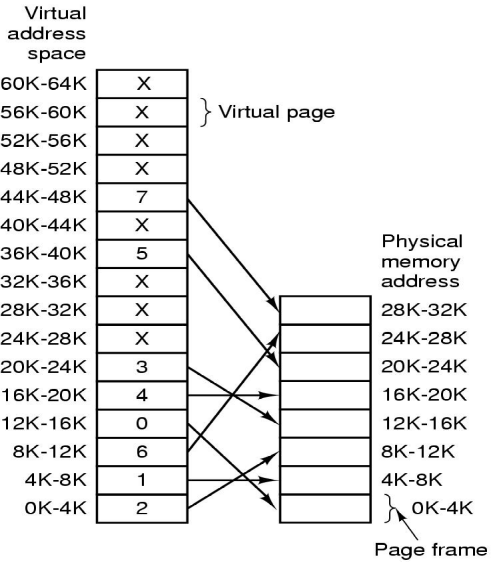 Virtual
address
space
60K-64K X
56K-60K X Virtual page
52K-56K X
48K-52K X
44K-48K 7
40K-44K X
36K-40K 5
32K-36K X
28K-32K X
24K-28K X
20K-24K 3
16K-20K 4
12K-16K 0
8K-12K 6
4K-8K 1
0K-4K 2
Physical
memory
address
28K-32K
24K-28K
20K-24K
16K-20K
12K-16K
8K-12K
4K-8K
0K-4K
Page frame